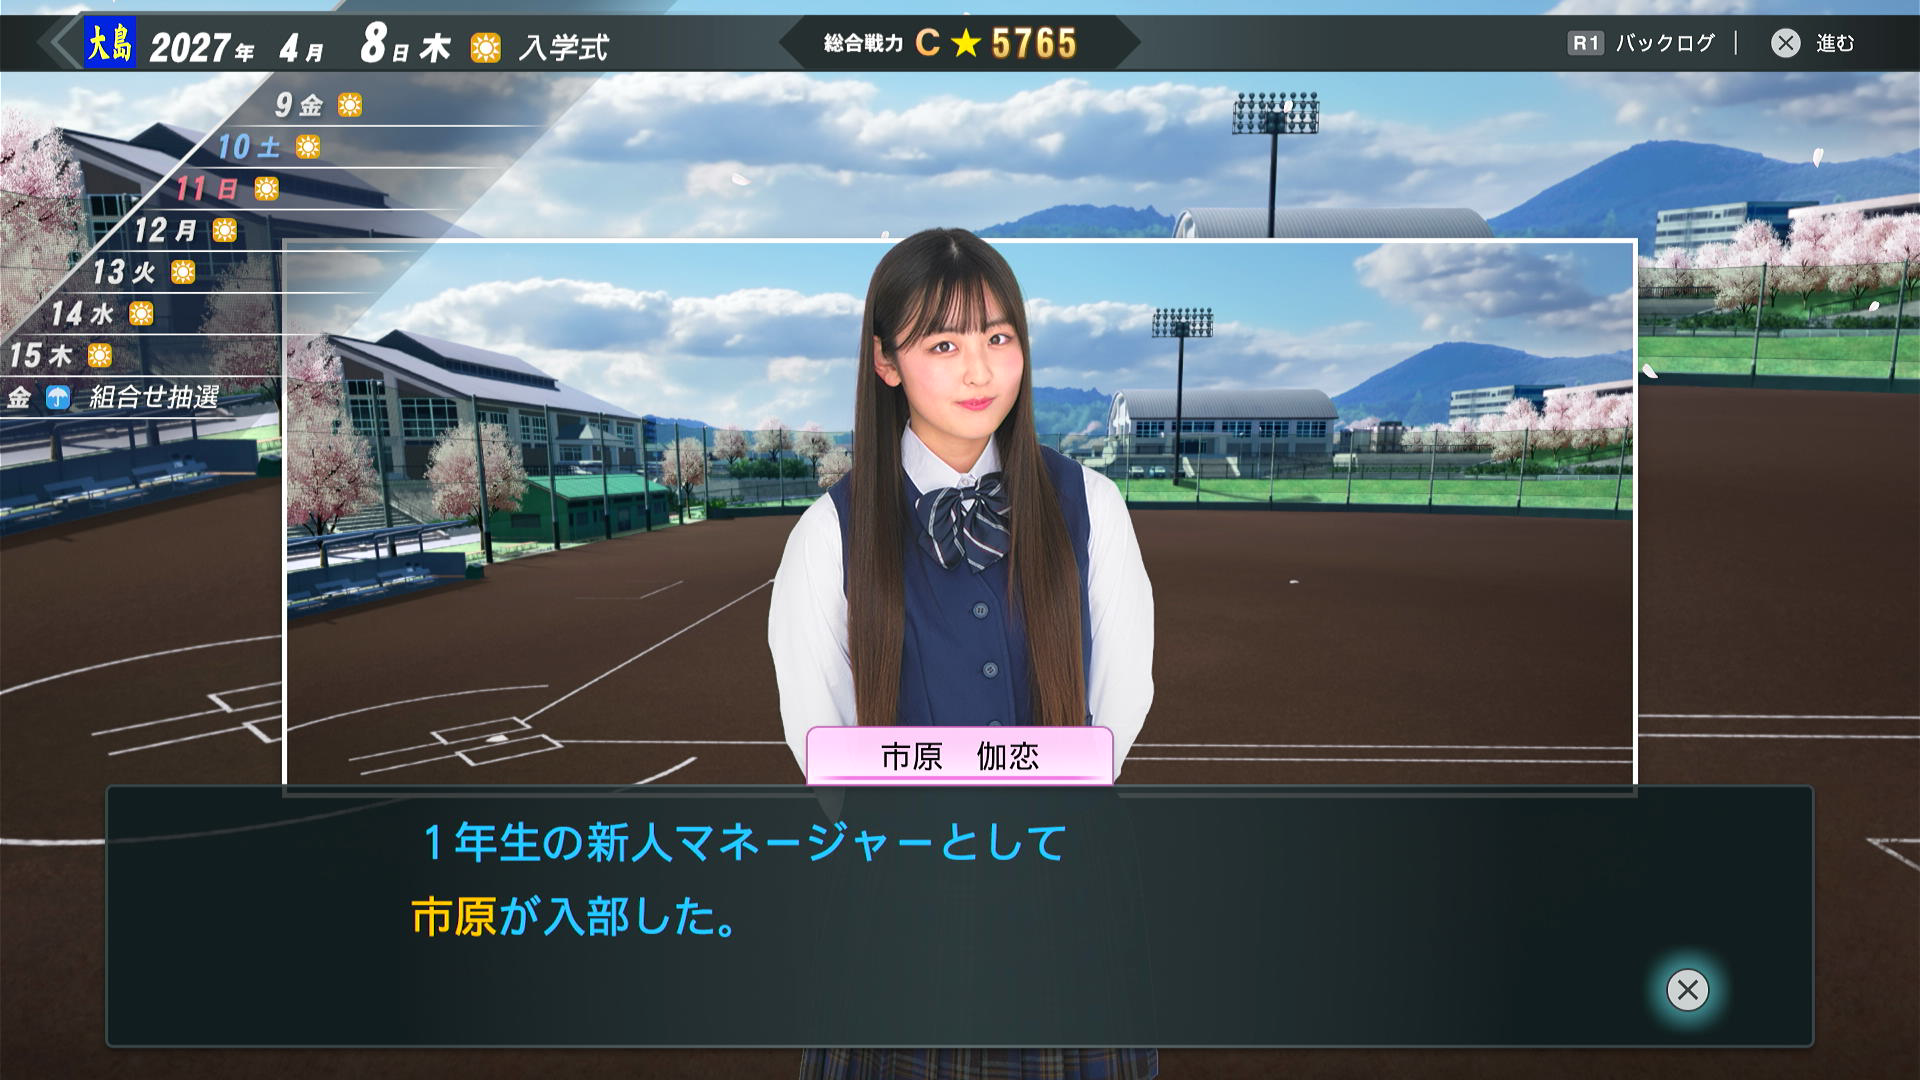 大島 2027年 4月 8日 木 入学式
総合戦力 C ★ 5765
R1 バックログ | 進む
9 金
10 土
11 日
12 月
13 火
14 水
15 木
金 組合せ抽選
市原 伽恋
1年生の新人マネージャーとして
市原が入部した。